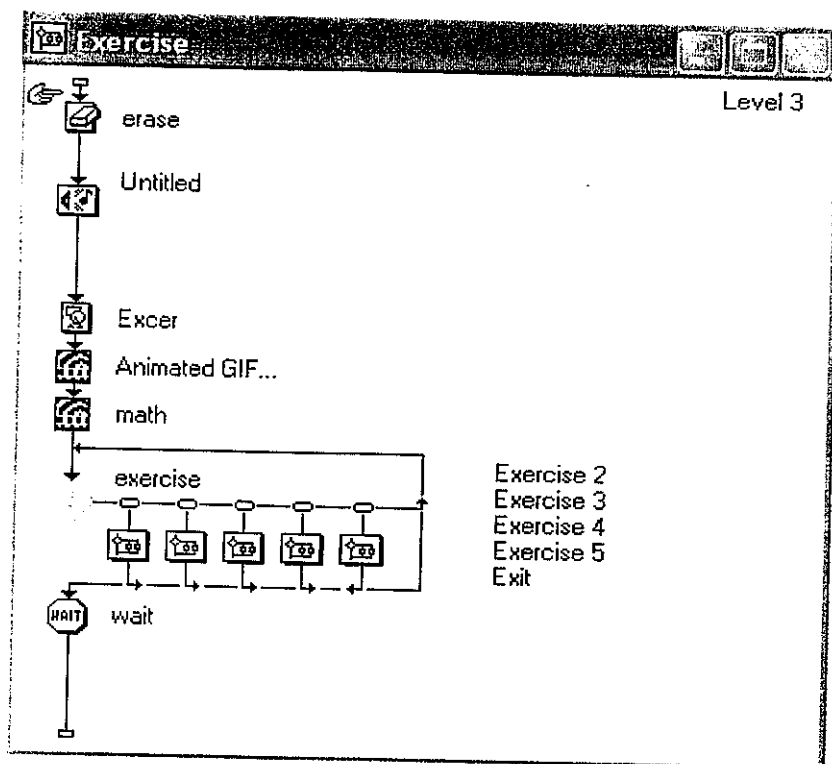 Exercise
Level 3
erase
Untitled
Excer
Animated GIF...
math
exercise
Exercise 2
Exercise 3
Exercise 4
Exercise 5
Exit
WAIT
wait